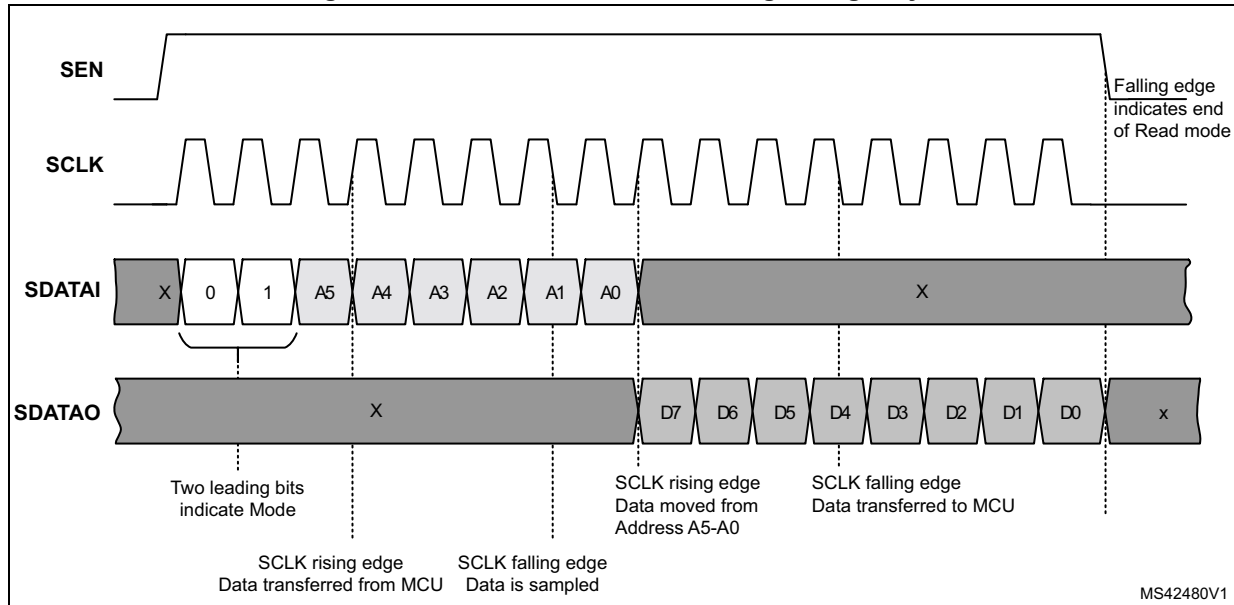 SEN
Falling edge
indicates end
of Read mode
SCLK
SDATAI
X 0 1 A5 A4 A3 A2 A1 A0 X
SDATAO
X D7 D6 D5 D4 D3 D2 D1 D0 x
Two leading bits
indicate Mode
SCLK rising edge
Data moved from
Address A5-A0
SCLK falling edge
Data transferred to MCU
SCLK rising edge
Data transferred from MCU
SCLK falling edge
Data is sampled
MS42480V1